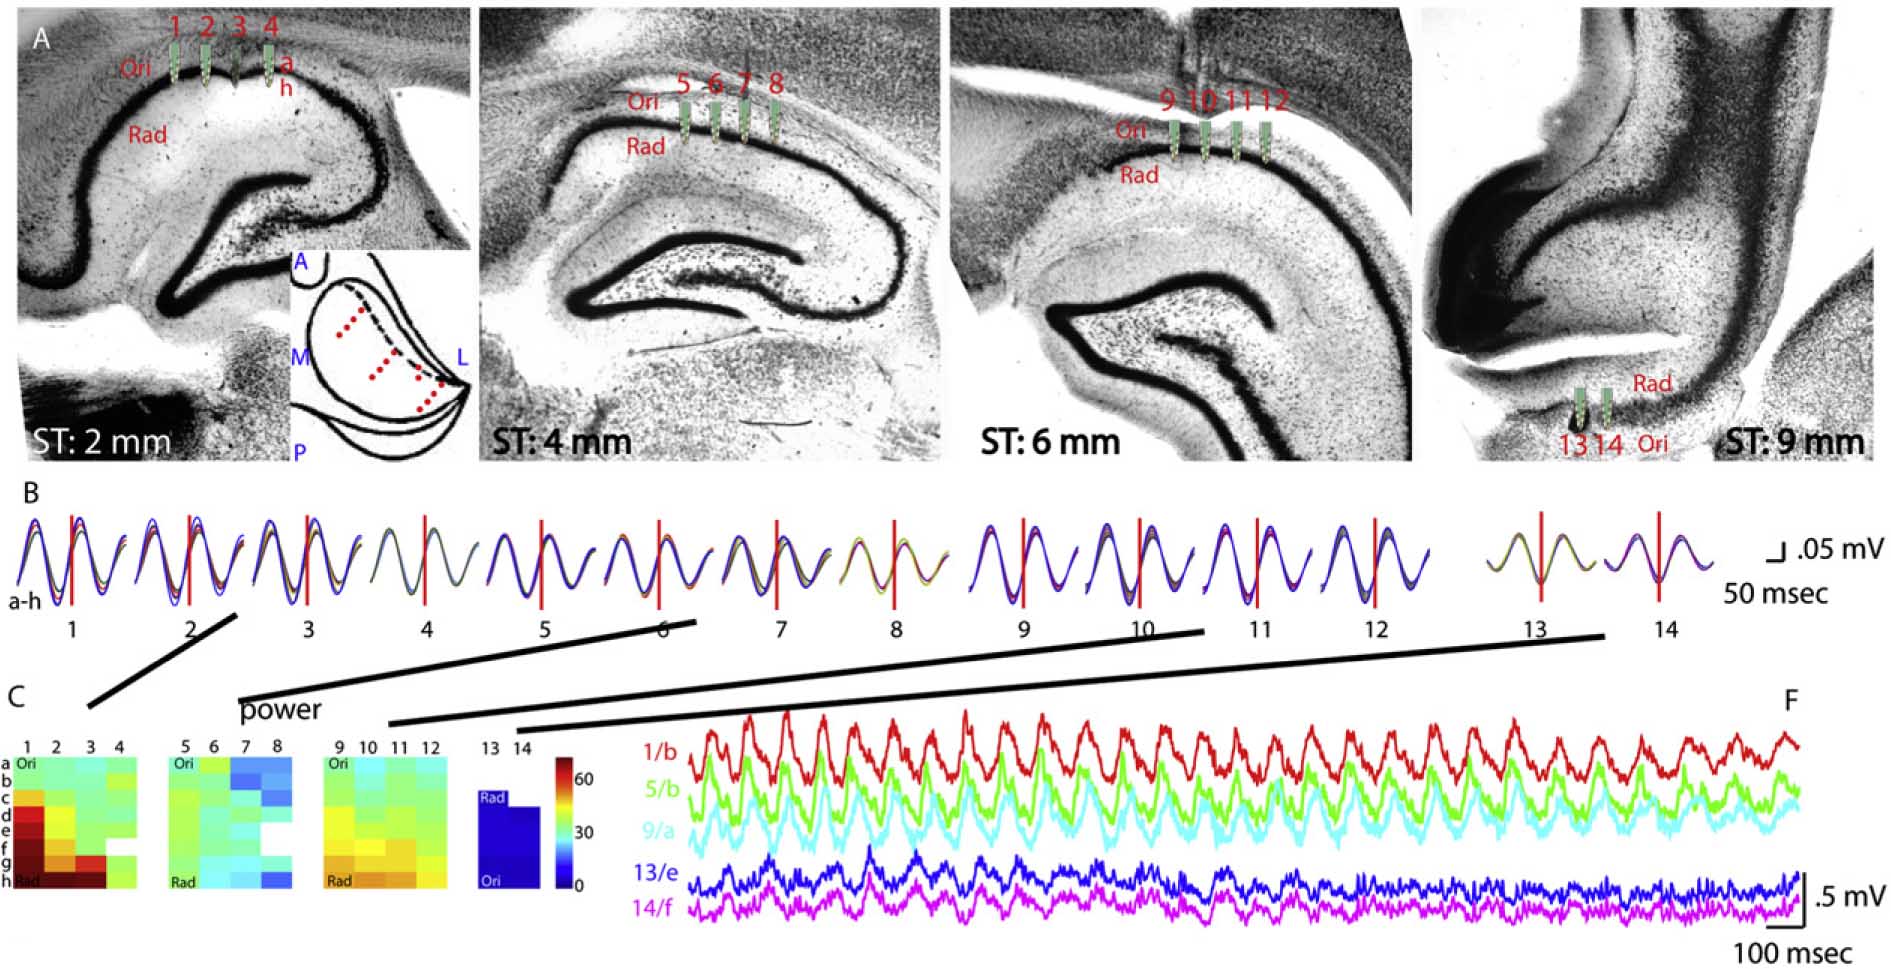 A
1 2 3 4
Ori
a
h
Rad
A
M
L
P
ST: 2 mm
5 6 7 8
Ori
Rad
ST: 4 mm
9 10 11 12
Ori
Rad
ST: 6 mm
Rad
13 14 Ori
ST: 9 mm
B
.05 mV
50 msec
a-h
1 2 3 4 5 6 7 8 9 10 11 12 13 14
C
power
F
1 2 3 4
5 6 7 8
9 10 11 12
13 14
a
b
c
d
e
f
g
h
Ori
Rad
Ori
Rad
Ori
Rad
Rad
Ori
60
30
0
1/b
5/b
9/a
13/e
14/f
.5 mV
100 msec